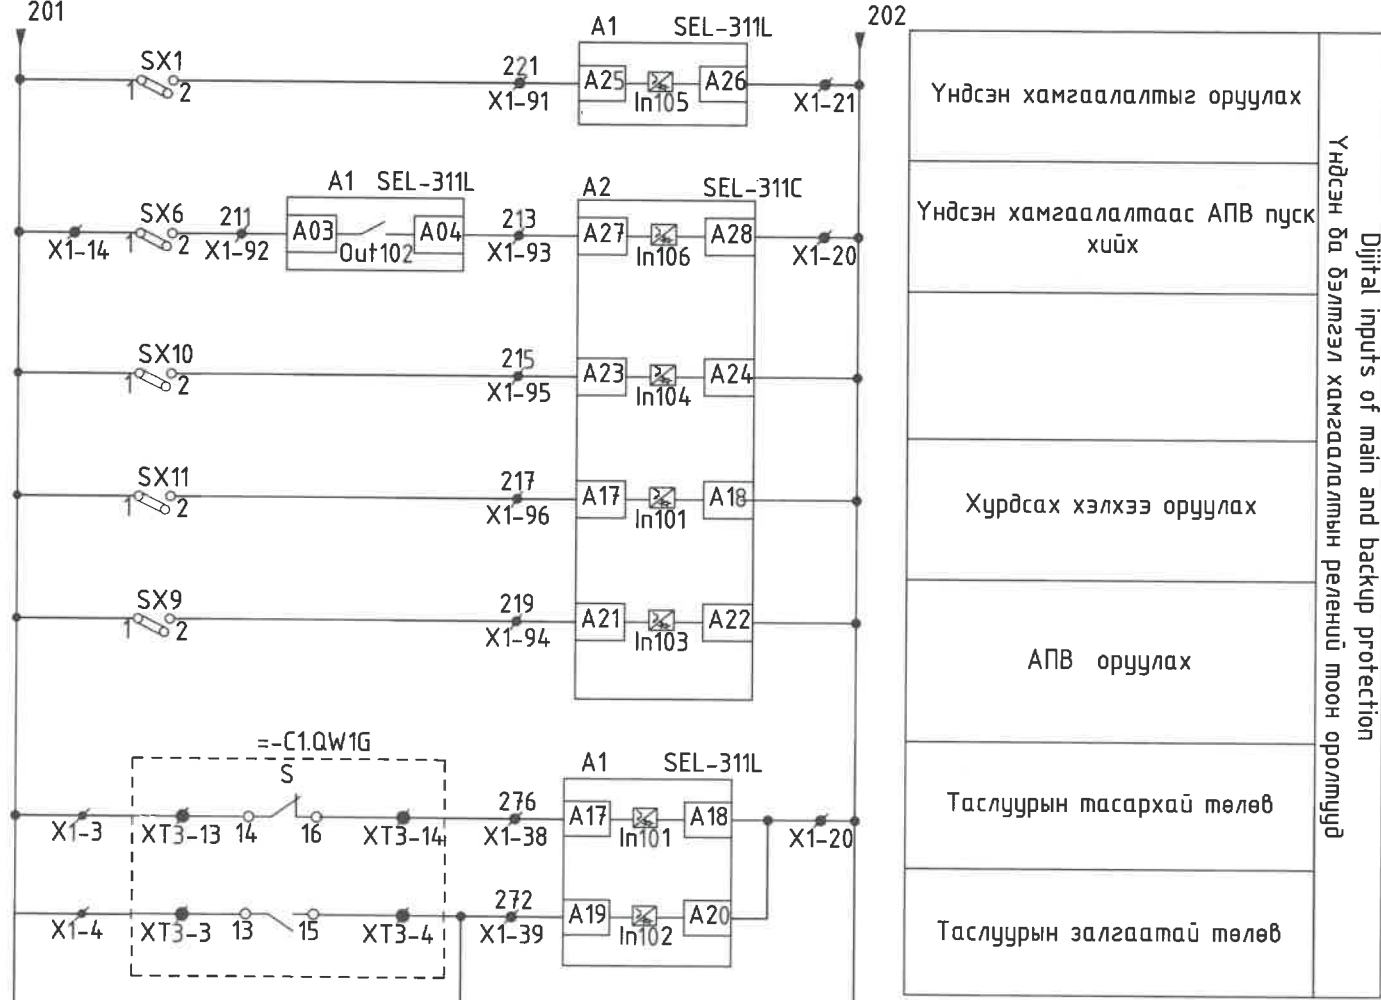 201
202
A1 SEL-311L
SX1
1 2
221
X1-91
A25
In105
A26
X1-21
Үндсэн хамгаалалтыг оруулах
X1-14
SX6
1 2
211
X1-92
A1 SEL-311L
A03
Out102
A04
213
X1-93
A2 SEL-311C
A27
In106
A28
X1-20
Үндсэн хамгаалалтаас АПВ пуск
хийх
SX10
1 2
215
X1-95
A23
In104
A24
SX11
1 2
217
X1-96
A17
In101
A18
Хурдсах хэлхээ оруулах
SX9
1 2
219
X1-94
A21
In103
A22
АПВ оруулах
=-C1.QW1G
S
X1-3
XT3-13
14
16
XT3-14
276
X1-38
A1 SEL-311L
A17
In101
A18
X1-20
Таслуурын тасархай төлөв
X1-4
XT3-3
13
15
XT3-4
272
X1-39
A19
In102
A20
Таслуурын залгаатай төлөв
Dijital inputs of main and backup protection
Үндсэн ба бэлтгэл хамгаалалтын реленйй тоон оролтууд